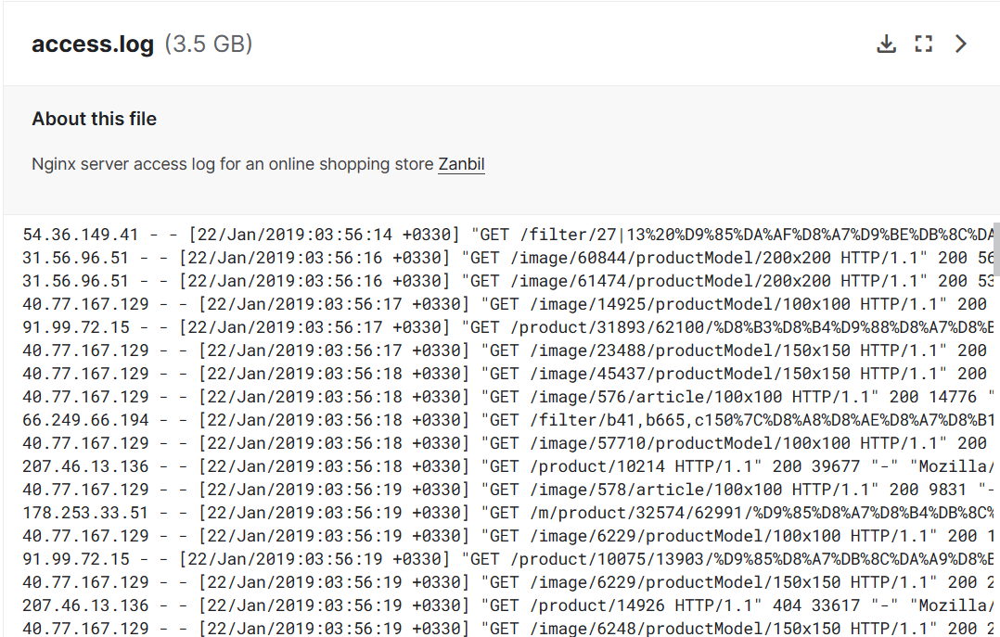 access.log (3.5 GB)
About this file
Nginx server access log for an online shopping store Zanbil
54.36.149.41 - - [22/Jan/2019:03:56:14 +0330] "GET /filter/27|13%20%D9%85%DA%AF%D8%A7%D9%BE%DB%8C%DA
31.56.96.51 - - [22/Jan/2019:03:56:16 +0330] "GET /image/60844/productModel/200x200 HTTP/1.1" 200 56
31.56.96.51 - - [22/Jan/2019:03:56:16 +0330] "GET /image/61474/productModel/200x200 HTTP/1.1" 200 53
40.77.167.129 - - [22/Jan/2019:03:56:17 +0330] "GET /image/14925/productModel/100x100 HTTP/1.1" 200
91.99.72.15 - - [22/Jan/2019:03:56:17 +0330] "GET /product/31893/62100/%D8%B3%D8%B4%D9%88%D8%A7%D8%B
40.77.167.129 - - [22/Jan/2019:03:56:17 +0330] "GET /image/23488/productModel/150x150 HTTP/1.1" 200
40.77.167.129 - - [22/Jan/2019:03:56:18 +0330] "GET /image/45437/productModel/150x150 HTTP/1.1" 200
40.77.167.129 - - [22/Jan/2019:03:56:18 +0330] "GET /image/576/article/100x100 HTTP/1.1" 200 14776 "
66.249.66.194 - - [22/Jan/2019:03:56:18 +0330] "GET /filter/b41,b665,c150%7C%D8%A8%D8%AE%D8%A7%D8%B1
40.77.167.129 - - [22/Jan/2019:03:56:18 +0330] "GET /image/57710/productModel/100x100 HTTP/1.1" 200
207.46.13.136 - - [22/Jan/2019:03:56:18 +0330] "GET /product/10214 HTTP/1.1" 200 39677 "-" "Mozilla/
40.77.167.129 - - [22/Jan/2019:03:56:19 +0330] "GET /image/578/article/100x100 HTTP/1.1" 200 9831 "-
178.253.33.51 - - [22/Jan/2019:03:56:19 +0330] "GET /m/product/32574/62991/%D9%85%D8%A7%D8%B4%DB%8C%
40.77.167.129 - - [22/Jan/2019:03:56:19 +0330] "GET /image/6229/productModel/100x100 HTTP/1.1" 200 1
91.99.72.15 - - [22/Jan/2019:03:56:19 +0330] "GET /product/10075/13903/%D9%85%D8%A7%DB%8C%DA%A9%D8%B
40.77.167.129 - - [22/Jan/2019:03:56:19 +0330] "GET /image/6229/productModel/150x150 HTTP/1.1" 200 2
207.46.13.136 - - [22/Jan/2019:03:56:19 +0330] "GET /product/14926 HTTP/1.1" 404 33617 "-" "Mozilla/
40.77.167.129 - - [22/Jan/2019:03:56:19 +0330] "GET /image/6248/productModel/150x150 HTTP/1.1" 200 2